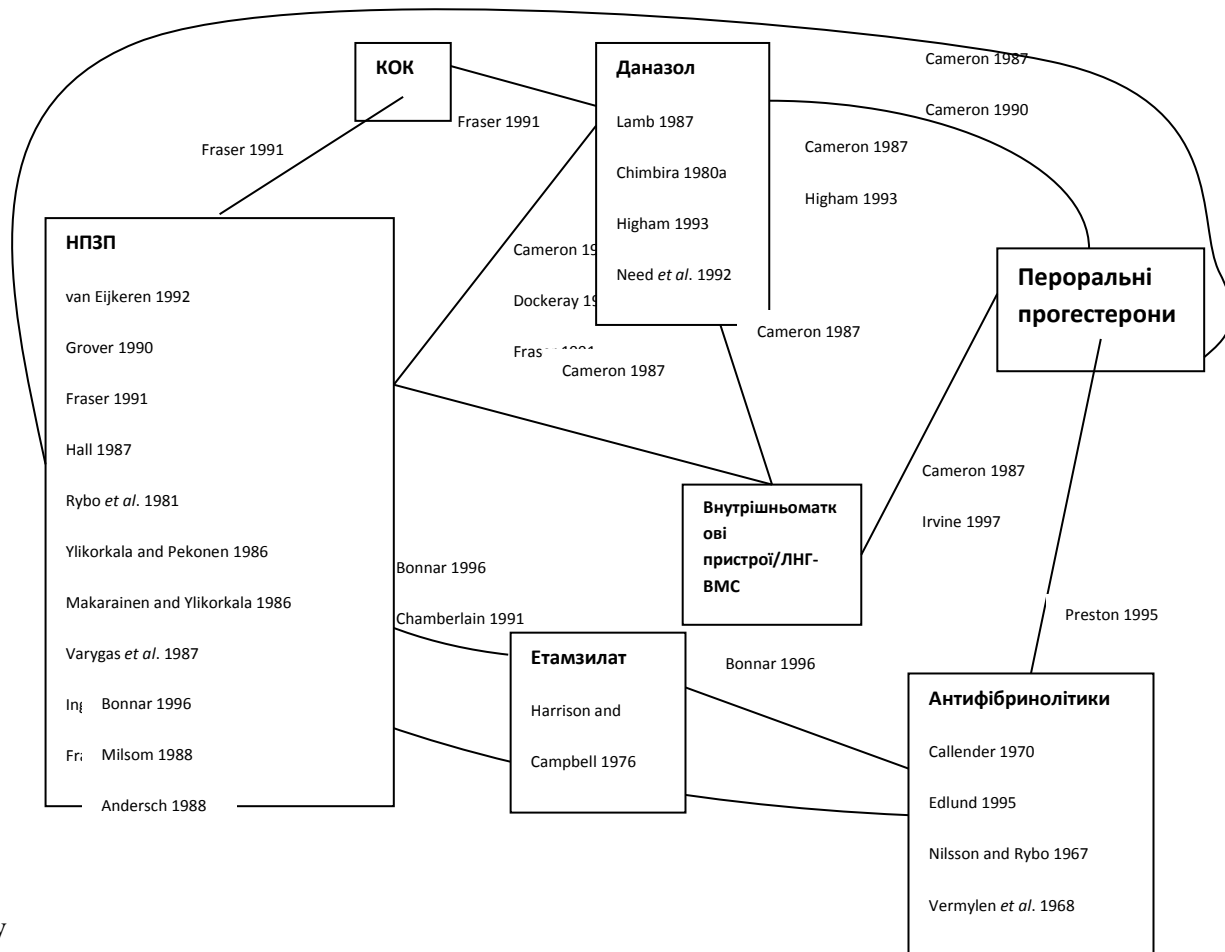 КОК
Fraser 1991
Fraser 1991
Даназол
Lamb 1987
Chimbira 1980a
Higham 1993
Need et al. 1992
Cameron 1987
Cameron 1990
Cameron 1987
Higham 1993
НПЗП
van Eijkeren 1992
Grover 1990
Fraser 1991
Hall 1987
Rybo et al. 1981
Ylikorkala and Pekonen 1986
Makarainen and Ylikorkala 1986
Varygas et al. 1987
Bonnar 1996
Milsom 1988
Andersch 1988
Cameron
Dockeray
Cameron 1987
Cameron 1987
Пероральні
прогестерони
Внутрішньоматк
ові
пристрої/ЛНГ-
ВМС
Cameron 1987
Irvine 1997
Bonnar 1996
Chamberlain 1991
Етамзилат
Harrison and
Campbell 1976
Bonnar 1996
Preston 1995
Антифібринолітики
Callender 1970
Edlund 1995
Nilsson and Rybo 1967
Vermylen et al. 1968
у